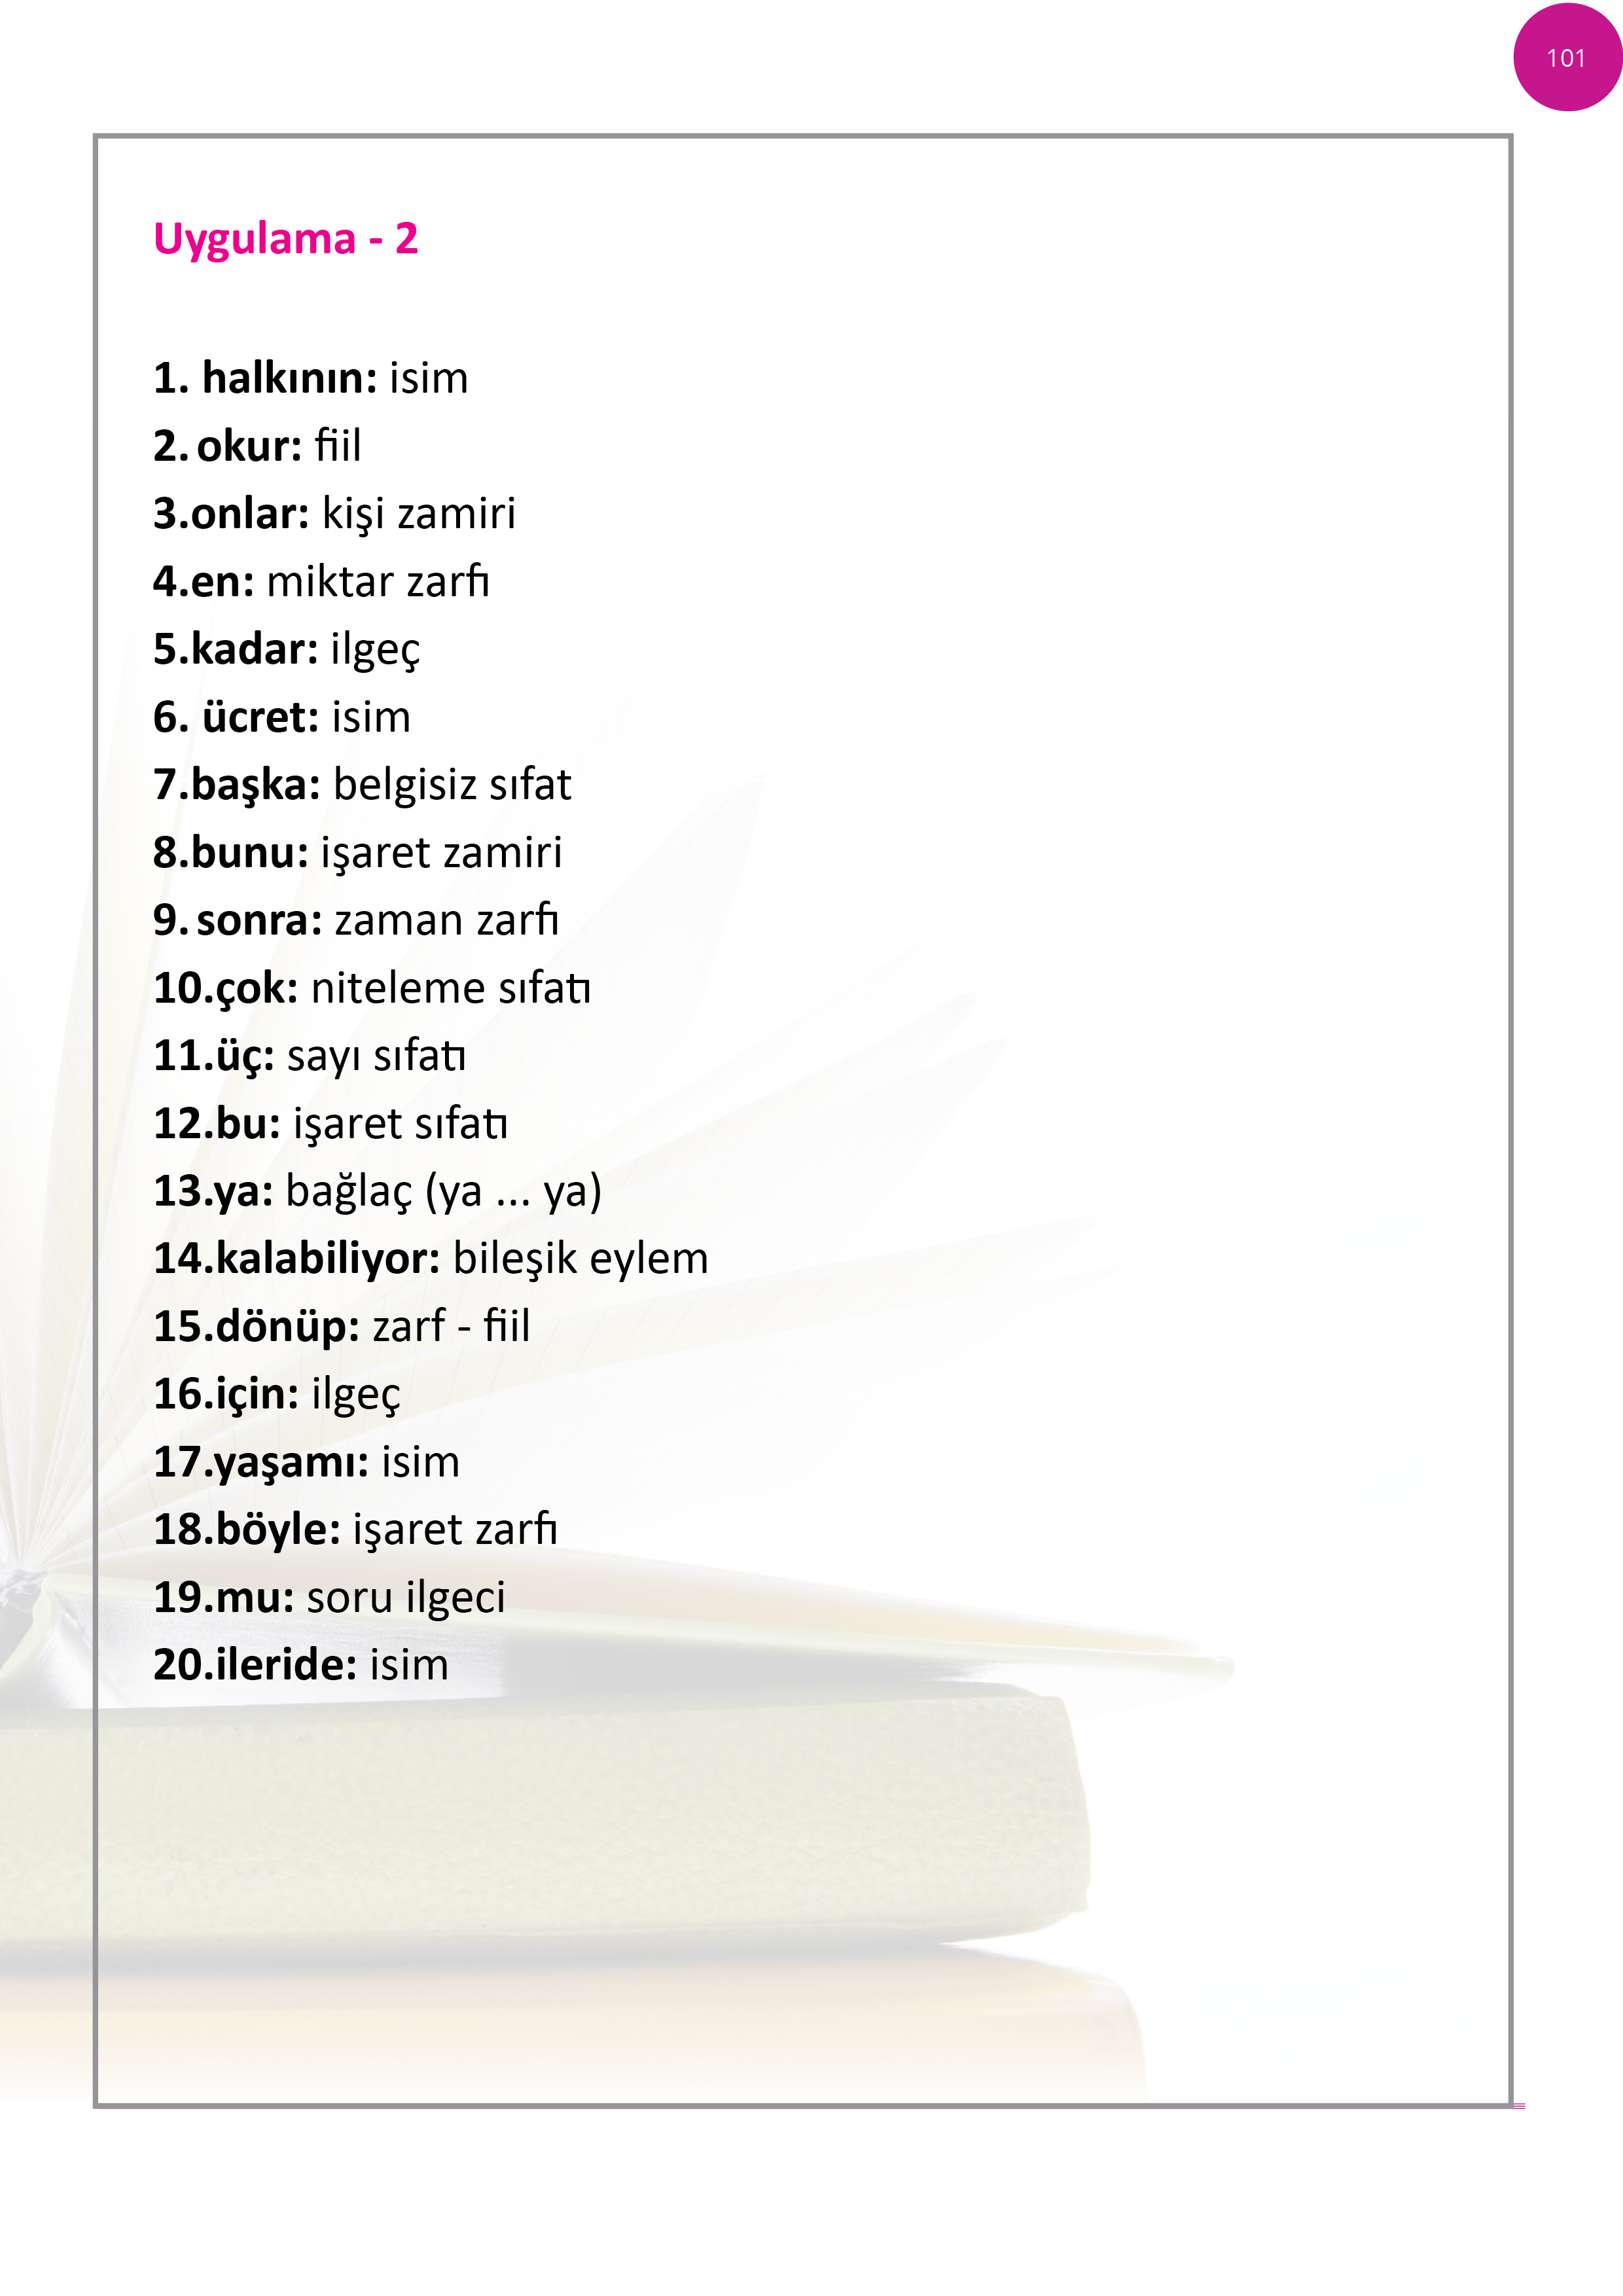 101
Uygulama - 2
1. halkının: isim
2. okur: fiil
3.onlar: kişi zamiri
4.en: miktar zarfı
5.kadar: ilgeç
6. ücret: isim
7.başka: belgisiz sıfat
8.bunu: işaret zamiri
9. sonra: zaman zarfı
10.çok: niteleme sıfatı
11.üç: sayı sıfatı
12.bu: işaret sıfatı
13.ya: bağlaç (ya ... ya)
14.kalabiliyor: bileşik eylem
15.dönüp: zarf - fiil
16.için: ilgeç
17.yaşamı: isim
18.böyle: işaret zarfı
19.mu: soru ilgeci
20.ileride: isim